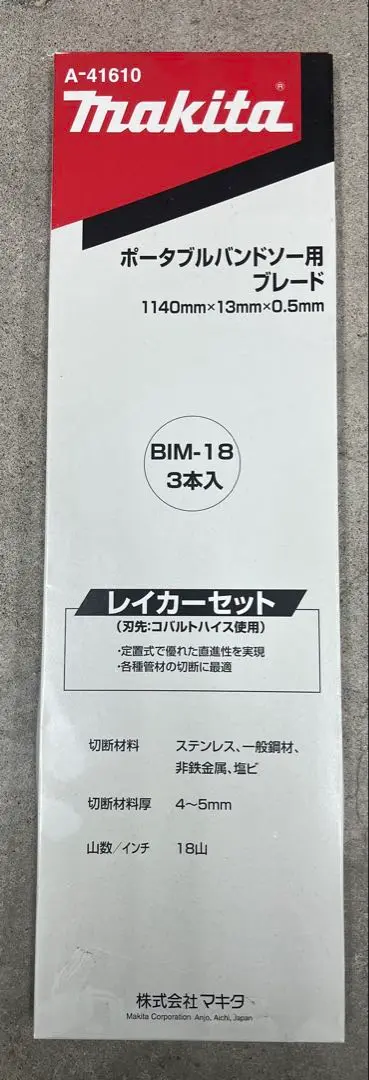 A-41610
makita®
ポータブルバンドソー用
ブレード
1140mm×13mm×0.5mm
BIM-18
3本入
レイカーセット
(刃先:コバルトハイス使用)
・定置式で優れた直進性を実現
・各種管材の切断に最適
切断材料 ステンレス、一般鋼材、
非鉄金属、塩ビ
切断材料厚 4〜5mm
山数/インチ 18山
株式会社マキタ
Makita Corporation Anjo, Aichi, Japan